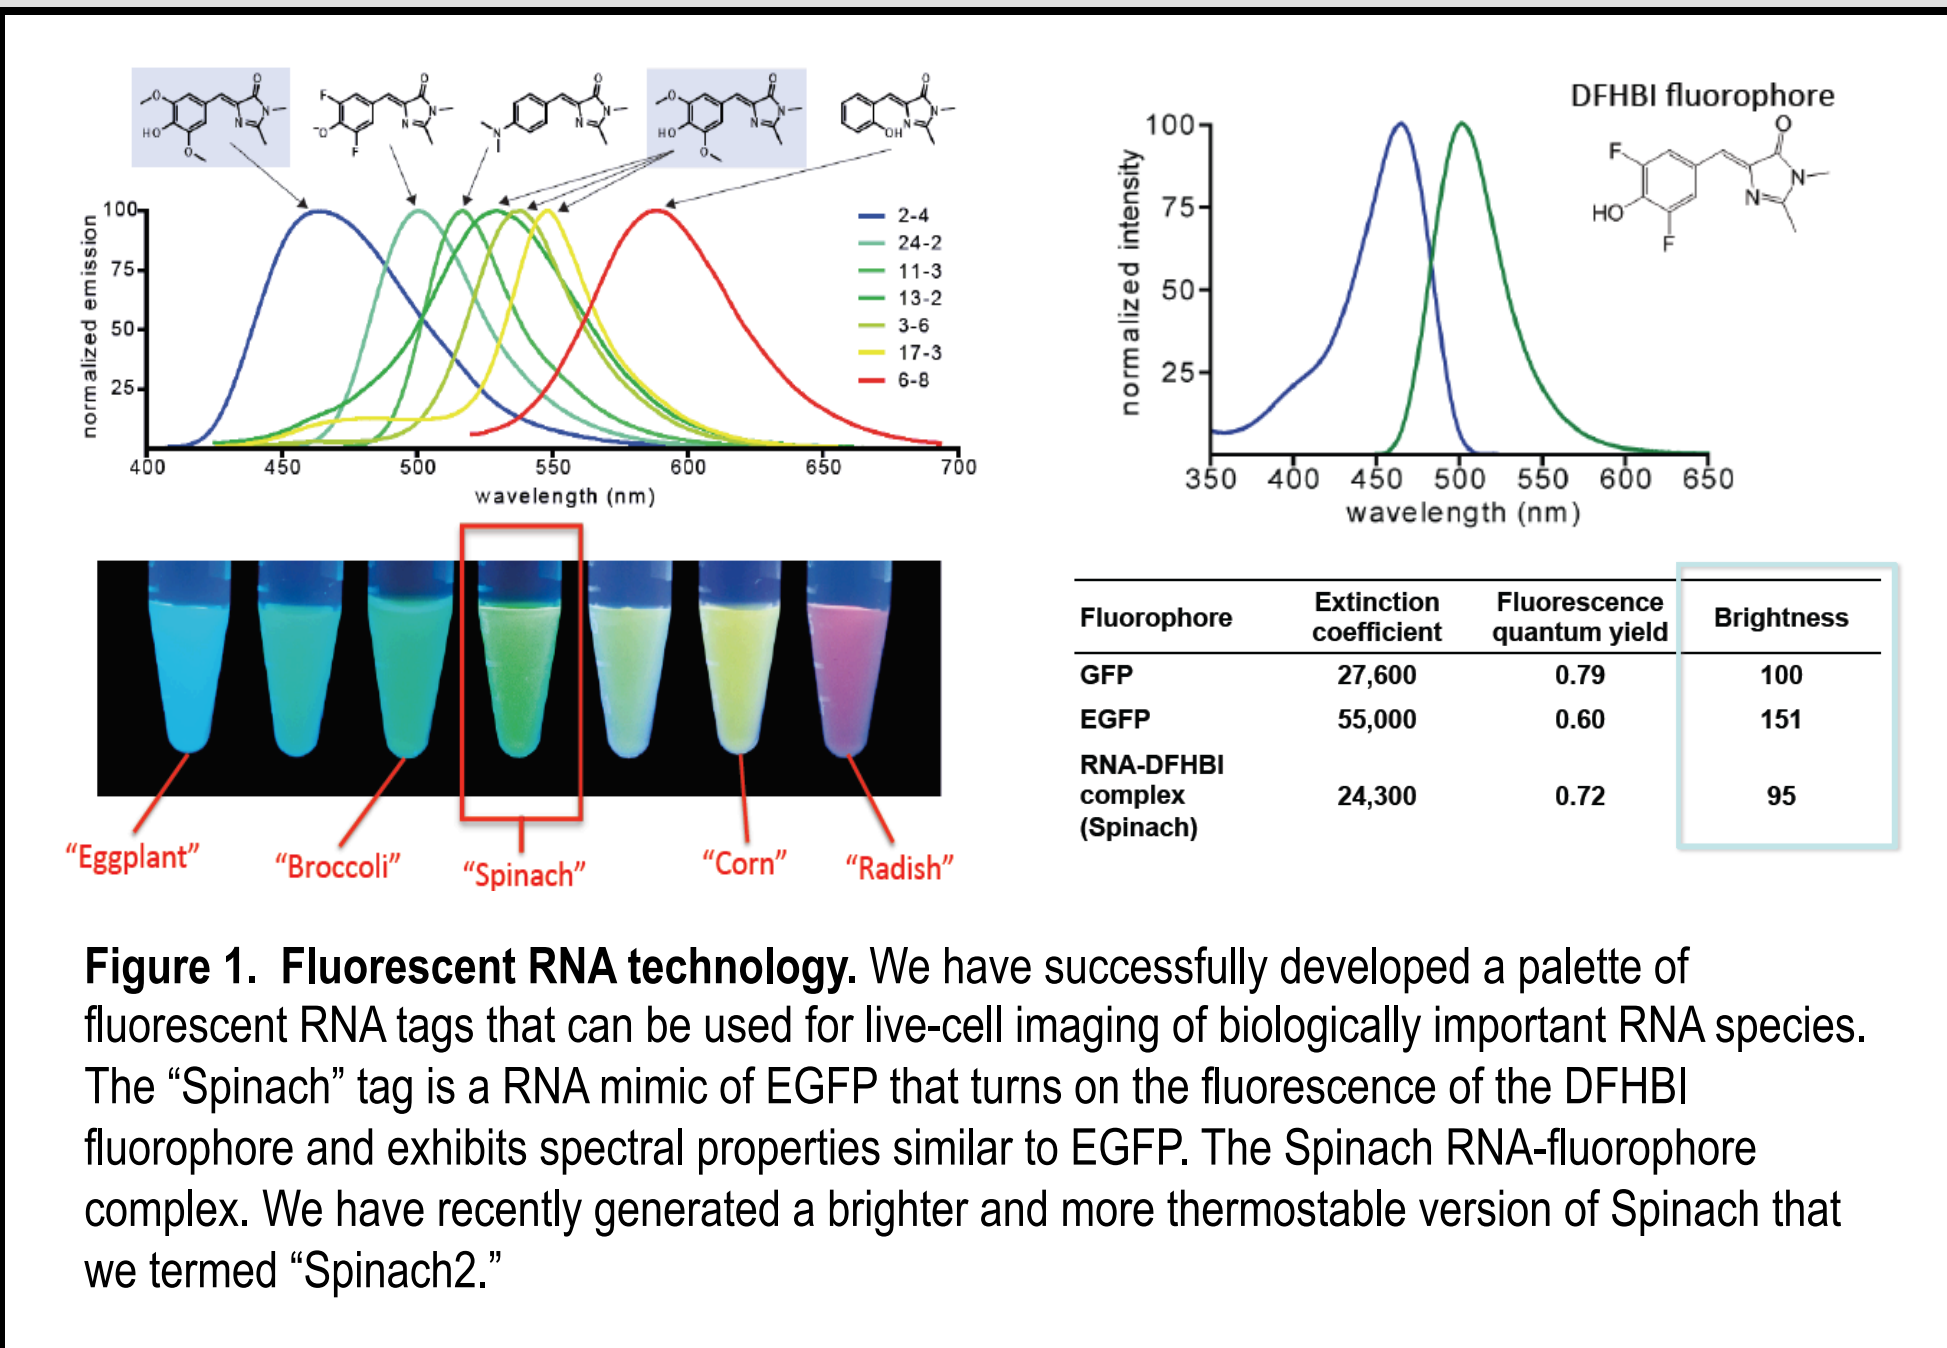 O
O
N
N
HO
O
F
O
N
N
-O
F
O
N
N
N
O
O
N
N
HO
O
O
N
N
OH
normalized emission
100
75
50
25
400 450 500 550 600 650 700
wavelength (nm)
2-4
24-2
11-3
13-2
3-6
17-3
6-8
DFHBI fluorophore
O
F
N
N
HO
F
normalized intensity
100
75
50
25
350 400 450 500 550 600 650
wavelength (nm)
“Eggplant”
“Broccoli”
“Spinach”
“Corn”
“Radish”
Fluorophore Extinction coefficient Fluorescence quantum yield Brightness
GFP 27,600 0.79 100
EGFP 55,000 0.60 151
RNA-DFHBI
complex 24,300 0.72 95
(Spinach)
Figure 1. Fluorescent RNA technology. We have successfully developed a palette of
fluorescent RNA tags that can be used for live-cell imaging of biologically important RNA species.
The “Spinach” tag is a RNA mimic of EGFP that turns on the fluorescence of the DFHBI
fluorophore and exhibits spectral properties similar to EGFP. The Spinach RNA-fluorophore
complex. We have recently generated a brighter and more thermostable version of Spinach that
we termed “Spinach2.”